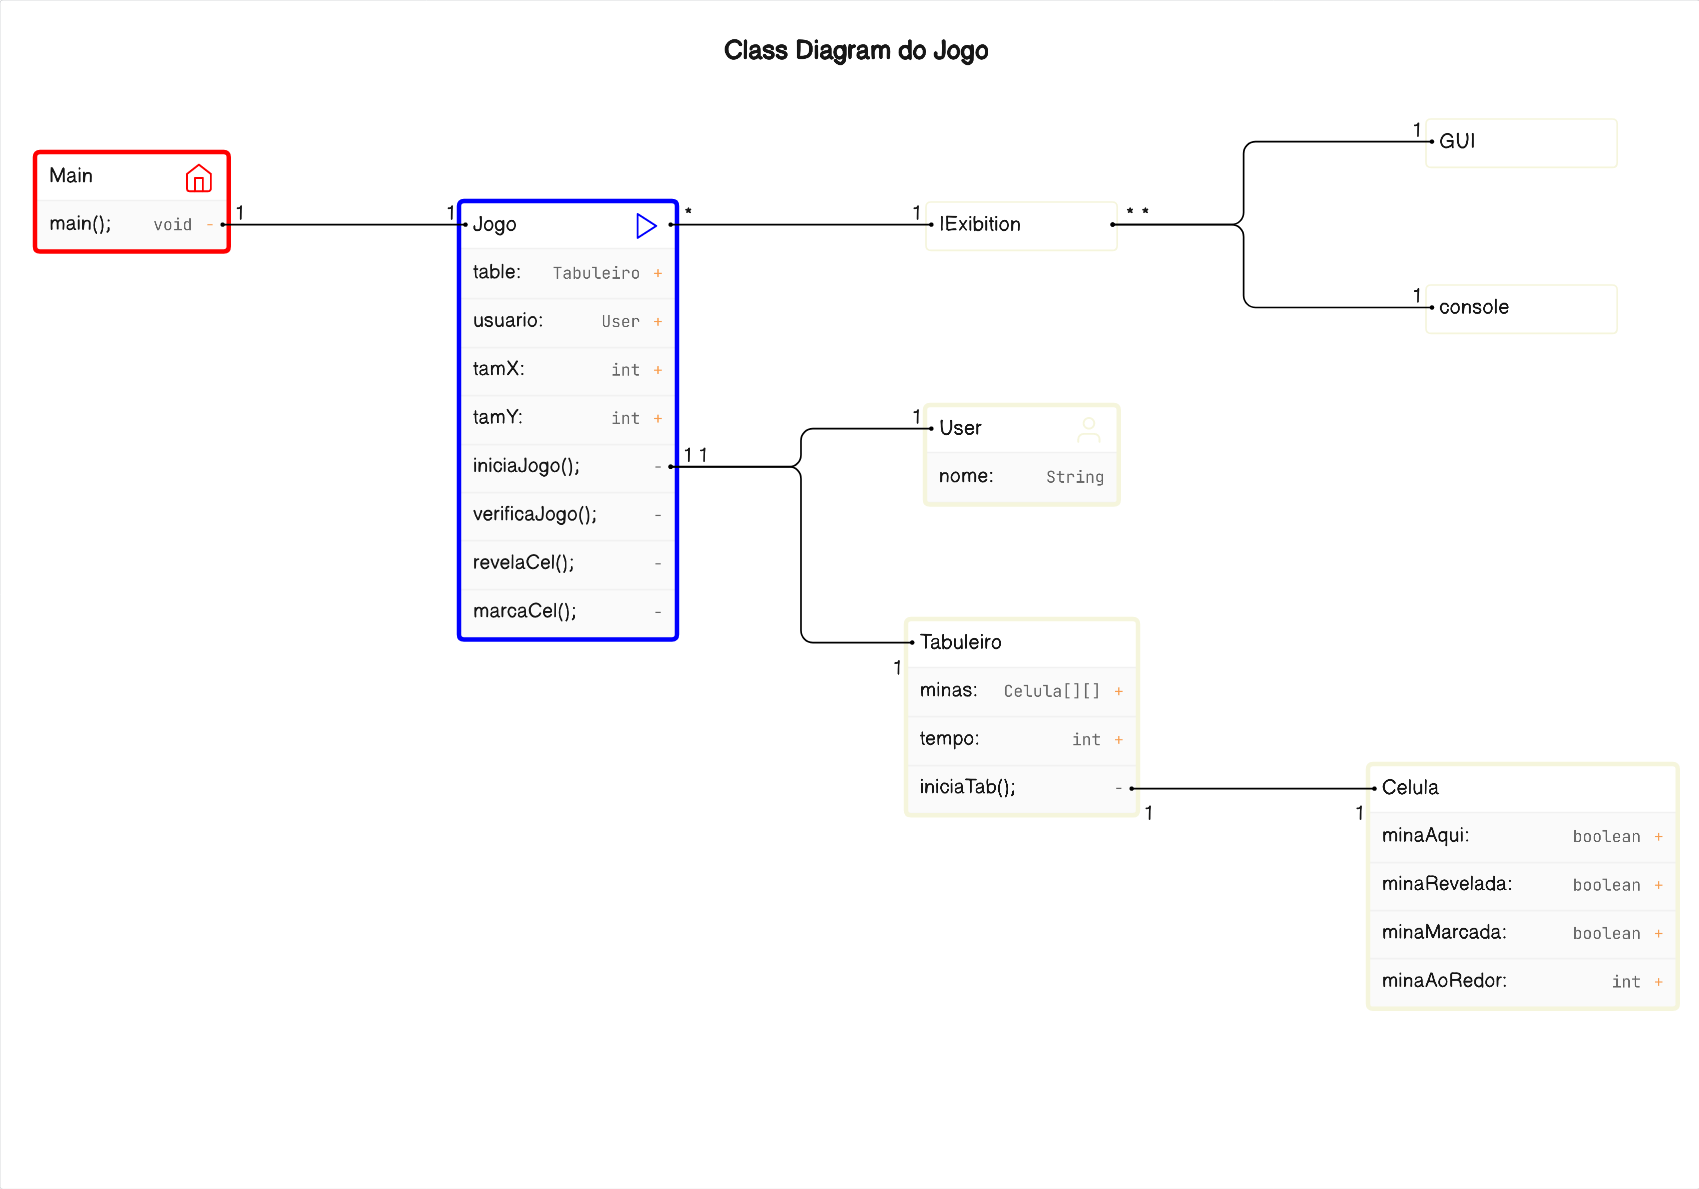 Class Diagram do Jogo
Main
main(); void -
1
1
Jogo
table: Tabuleiro +
usuario: User +
tamX: int +
tamY: int +
iniciaJogo(); -
verificaJogo(); -
revelaCel(); -
marcaCel(); -
*
1
IExibition
* *
1
GUI
1
console
1 1
1
User
nome: String
1
Tabuleiro
minas: Celula[][] +
tempo: int +
iniciaTab(); -
1
1
Celula
minaAqui: boolean +
minaRevelada: boolean +
minaMarcada: boolean +
minaAoRedor: int +